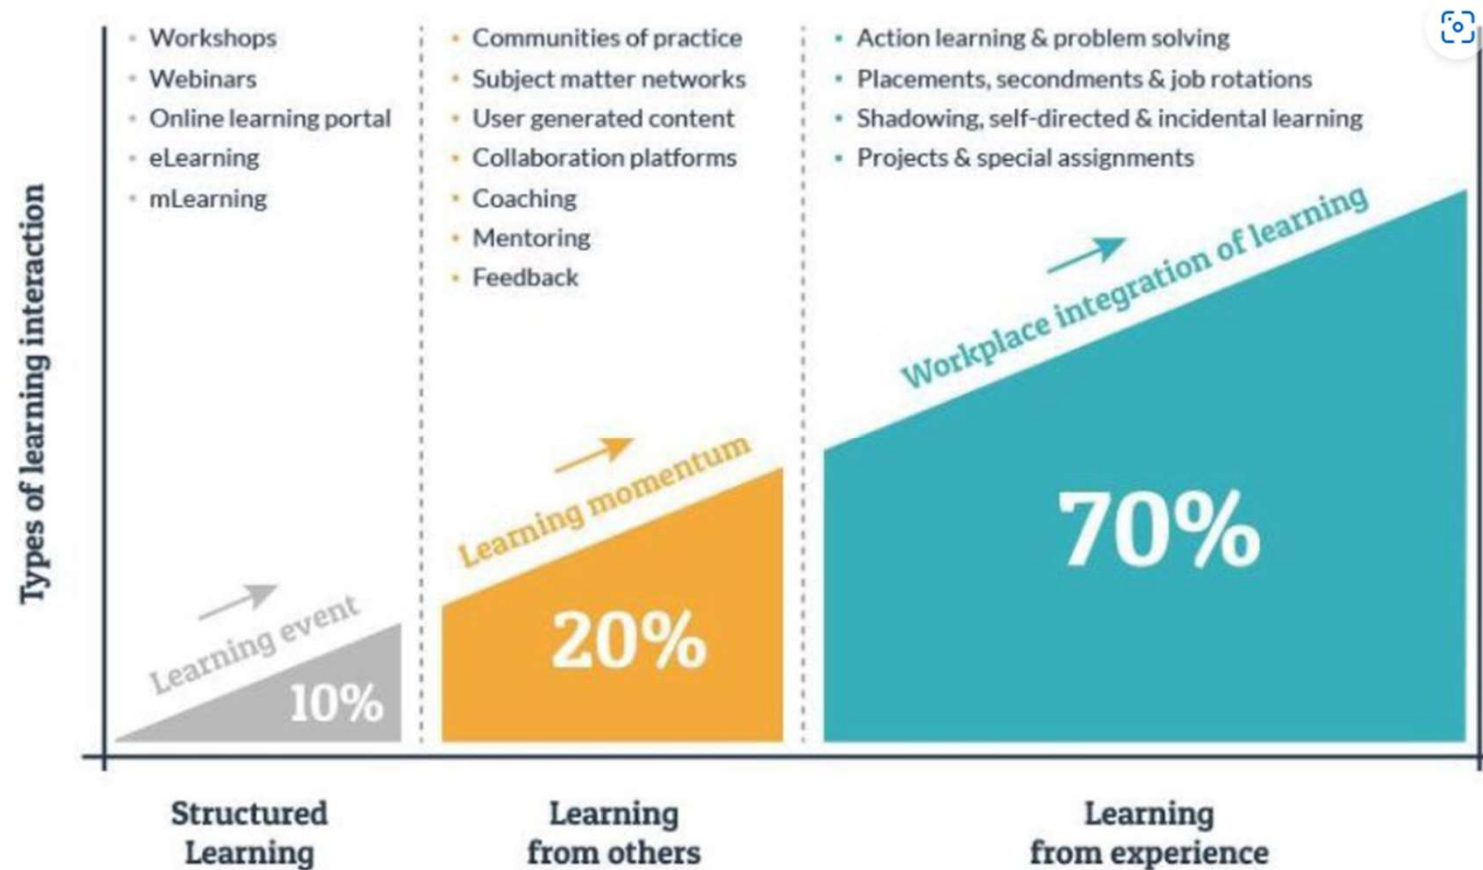 Types of learning interaction
Workshops
Webinars
Online learning portal
eLearning
mLearning
Learning event
10%
Structured
Learning
Communities of practice
Subject matter networks
User generated content
Collaboration platforms
Coaching
Mentoring
Feedback
Learning momentum
20%
Learning
from others
Action learning & problem solving
Placements, secondments & job rotations
Shadowing, self-directed & incidental learning
Projects & special assignments
Workplace integration of learning
70%
Learning
from experience